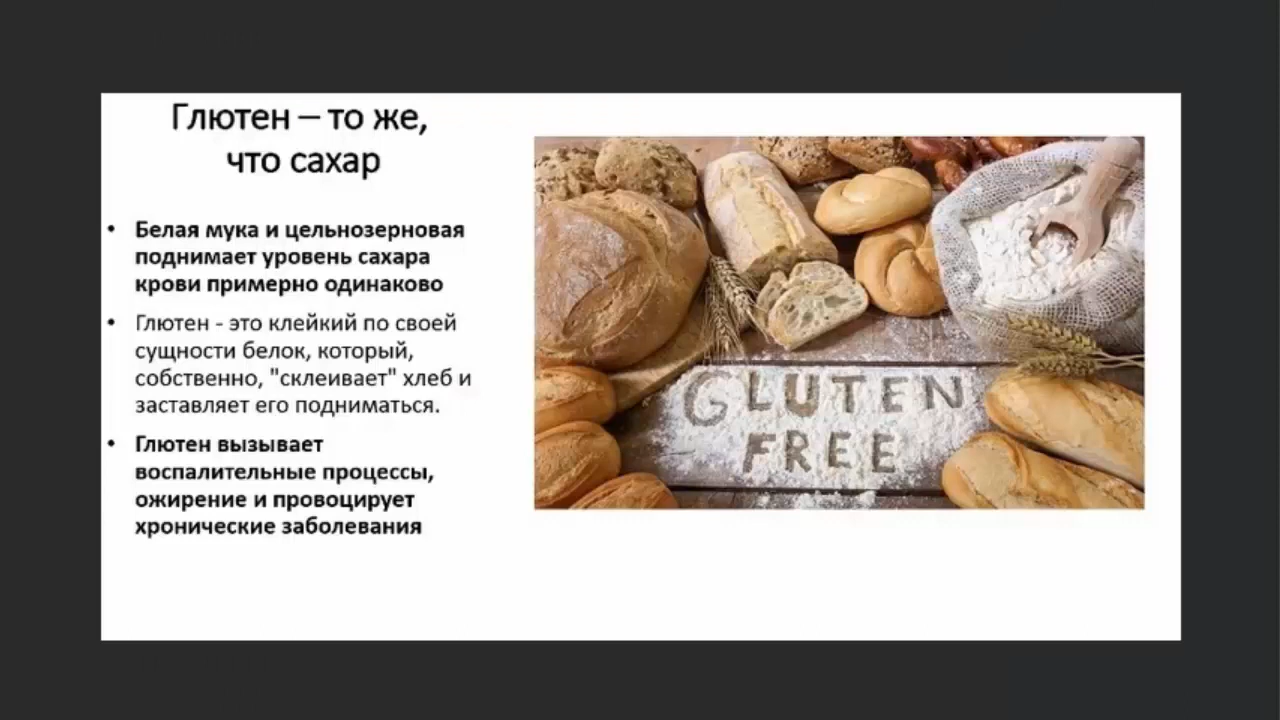 Глютен – то же,
что сахар
• Белая мука и цельнозерновая
поднимает уровень сахара
крови примерно одинаково
• Глютен - это клейкий по своей
сущности белок, который,
собственно, "склеивает" хлеб и
заставляет его подниматься.
• Глютен вызывает
воспалительные процессы,
ожирение и провоцирует
хронические заболевания
GLUTEN
FREE